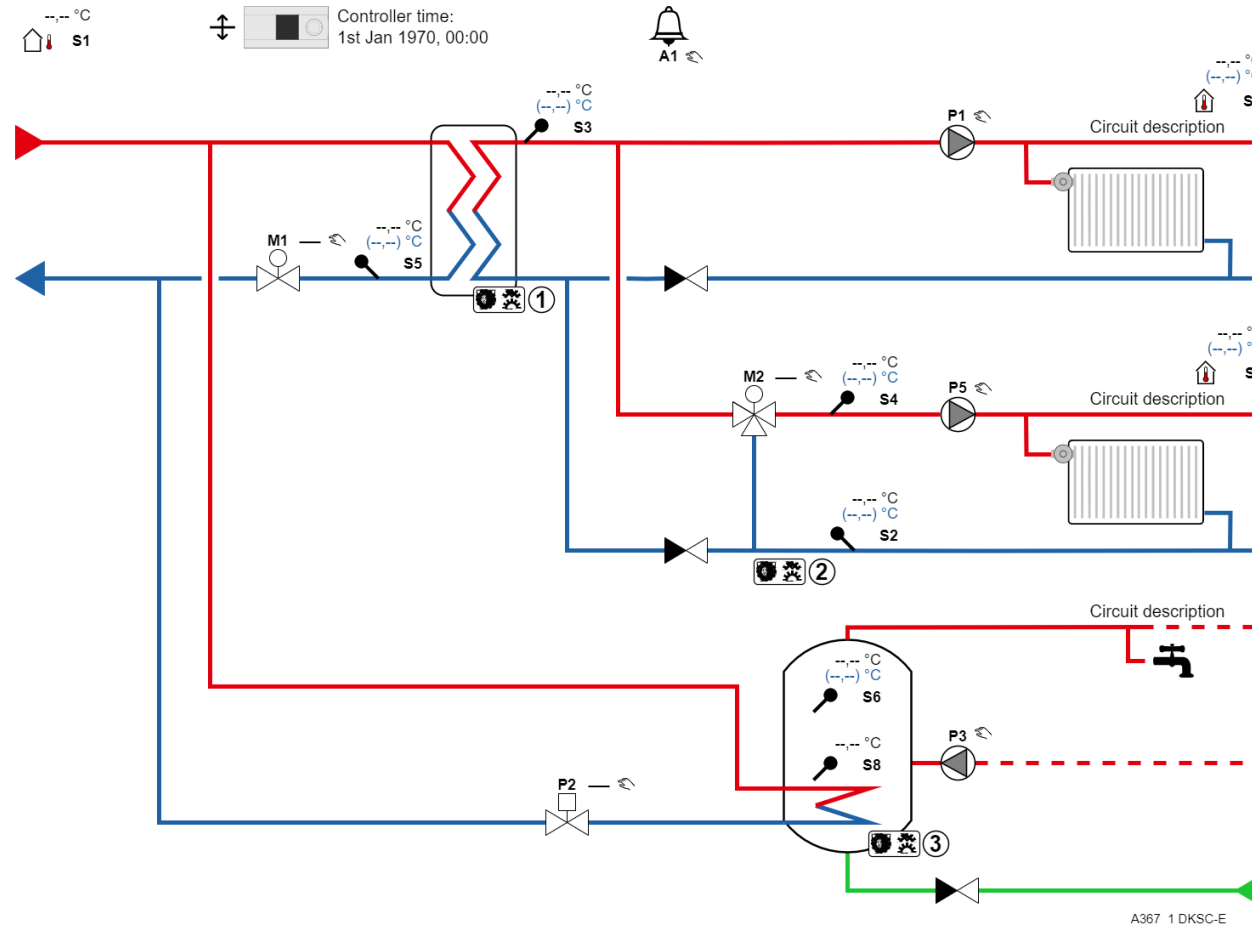 --,-- °C
S1
Controller time:
1st Jan 1970, 00:00
A1
--,-- °C
(--,--) °C
S3
P1
--,-- °
(--,--) °
S
Circuit description
M1
--,-- °C
(--,--) °C
S5
1
M2
--,-- °C
(--,--) °C
S4
P5
--,-- °
(--,--) °
S
Circuit description
--,-- °C
(--,--) °C
S2
2
Circuit description
--,-- °C
(--,--) °C
S6
--,-- °C
S8
P3
P2
3
A367 1 DKSC-E